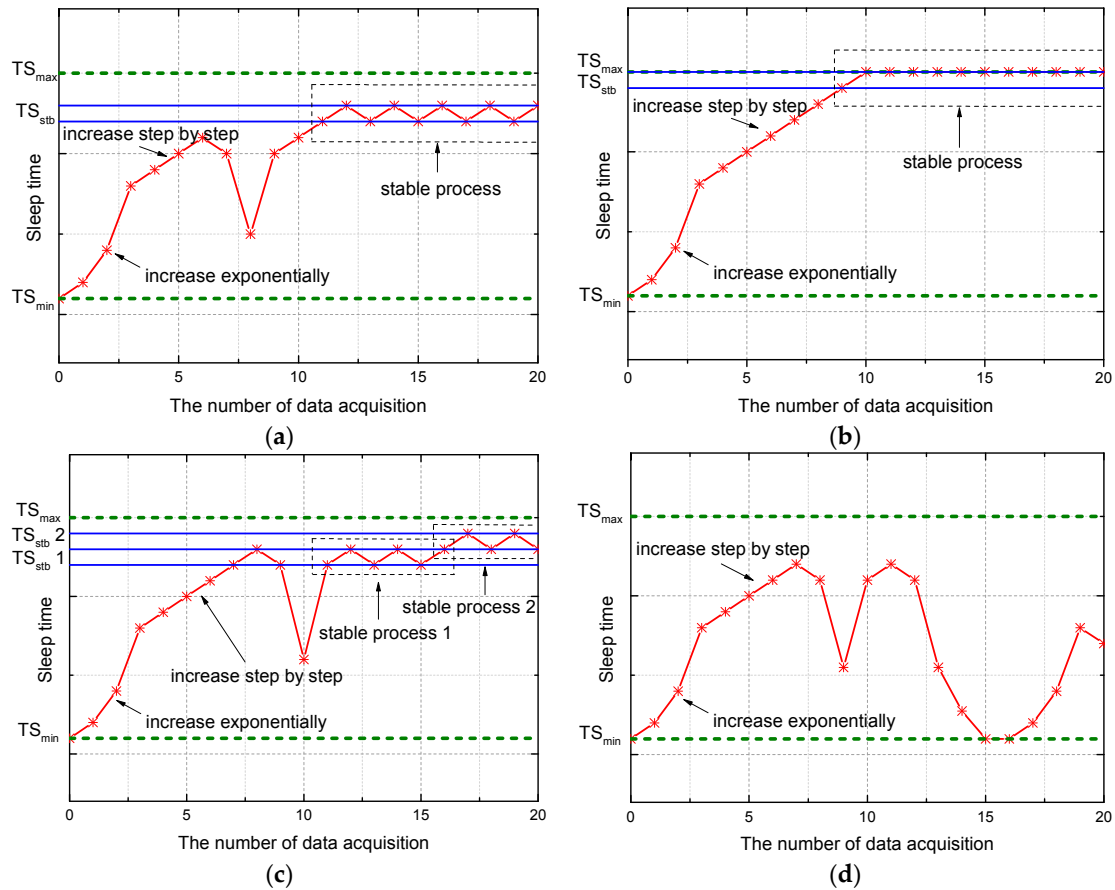 TSmax
TSstb
increase step by step
stable process
increase exponentially
TSmin
Sleep time
0 5 10 15 20
The number of data acquisition
(a)
TSmax
TSstb
increase step by step
stable process
increase exponentially
TSmin
Sleep time
0 5 10 15 20
The number of data acquisition
(b)
TSmax
TSstb 2
TSstb 1
stable process 2
stable process 1
increase step by step
increase exponentially
TSmin
Sleep time
0 5 10 15 20
The number of data acquisition
(c)
TSmax
increase step by step
increase exponentially
TSmin
Sleep time
0 5 10 15 20
The number of data acquisition
(d)